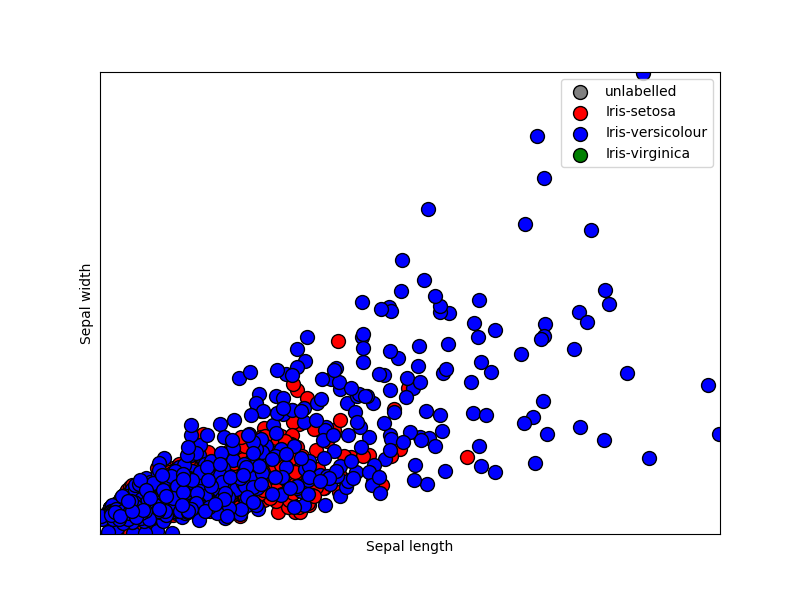 unlabelled
Iris-setosa
Iris-versicolour
Iris-virginica
Sepal width
Sepal length